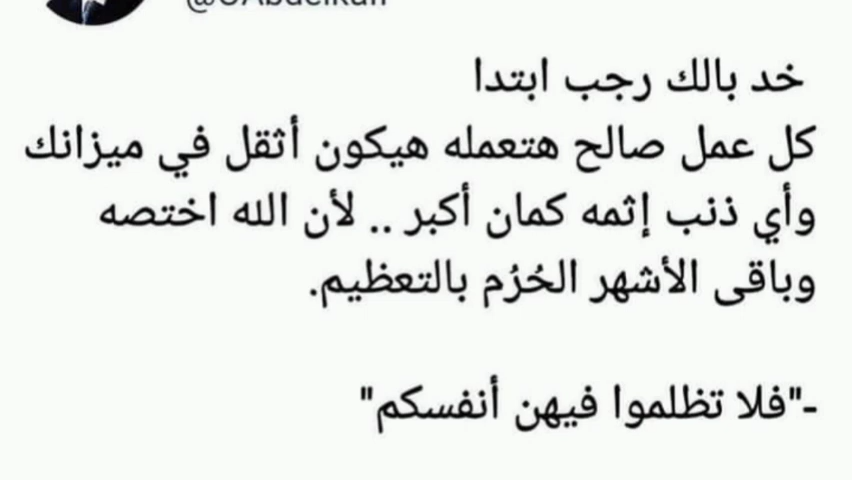 خد بالك رجب ابتدا
كل عمل صالح هتعمله هيكون أثقل في ميزانك
وأي ذنب إثمه كمان أكبر .. لأن الله اختصه
وباقى الأشهر الحُرُم بالتعظيم.
-"فلا تظلموا فيهن أنفسكم"